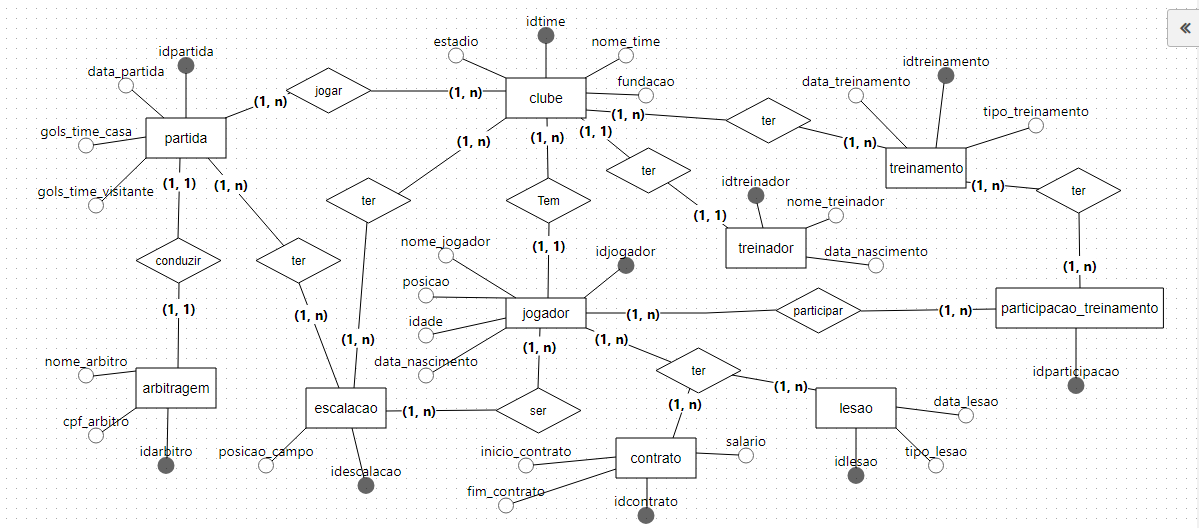 idtime
estadio
nome_time
idpartida
«
data_partida
idtreinamento
fundacao
data_treinamento
jogar
(1, n)
(1, n)
clube
(1, n)
tipo_treinamento
gols_time_casa
partida
(1, n)
(1, n)
(1, 1)
ter
(1, n)
treinamento
(1, 1)
(1, n)
ter
idtreinador
(1, n)
ter
gols_time_visitante
ter
Tem
nome_treinador
(1, 1)
nome_jogador
(1, 1)
idjogador
treinador
data_nascimento
conduzir
ter
(1, n)
posicao
(1, 1)
(1, n)
jogador
(1, n)
participar
(1, n)
participacao_treinamento
idade
(1, n)
(1, n)
(1, n)
nome_arbitro
data_nascimento
ter
idparticipacao
arbitragem
(1, n)
escalacao
(1, n)
ser
(1, n)
lesao
data_lesao
cpf_arbitro
idarbitro
posicao_campo
inicio_contrato
salario
tipo_lesao
idescalacao
contrato
idlesao
fim_contrato
idcontrato